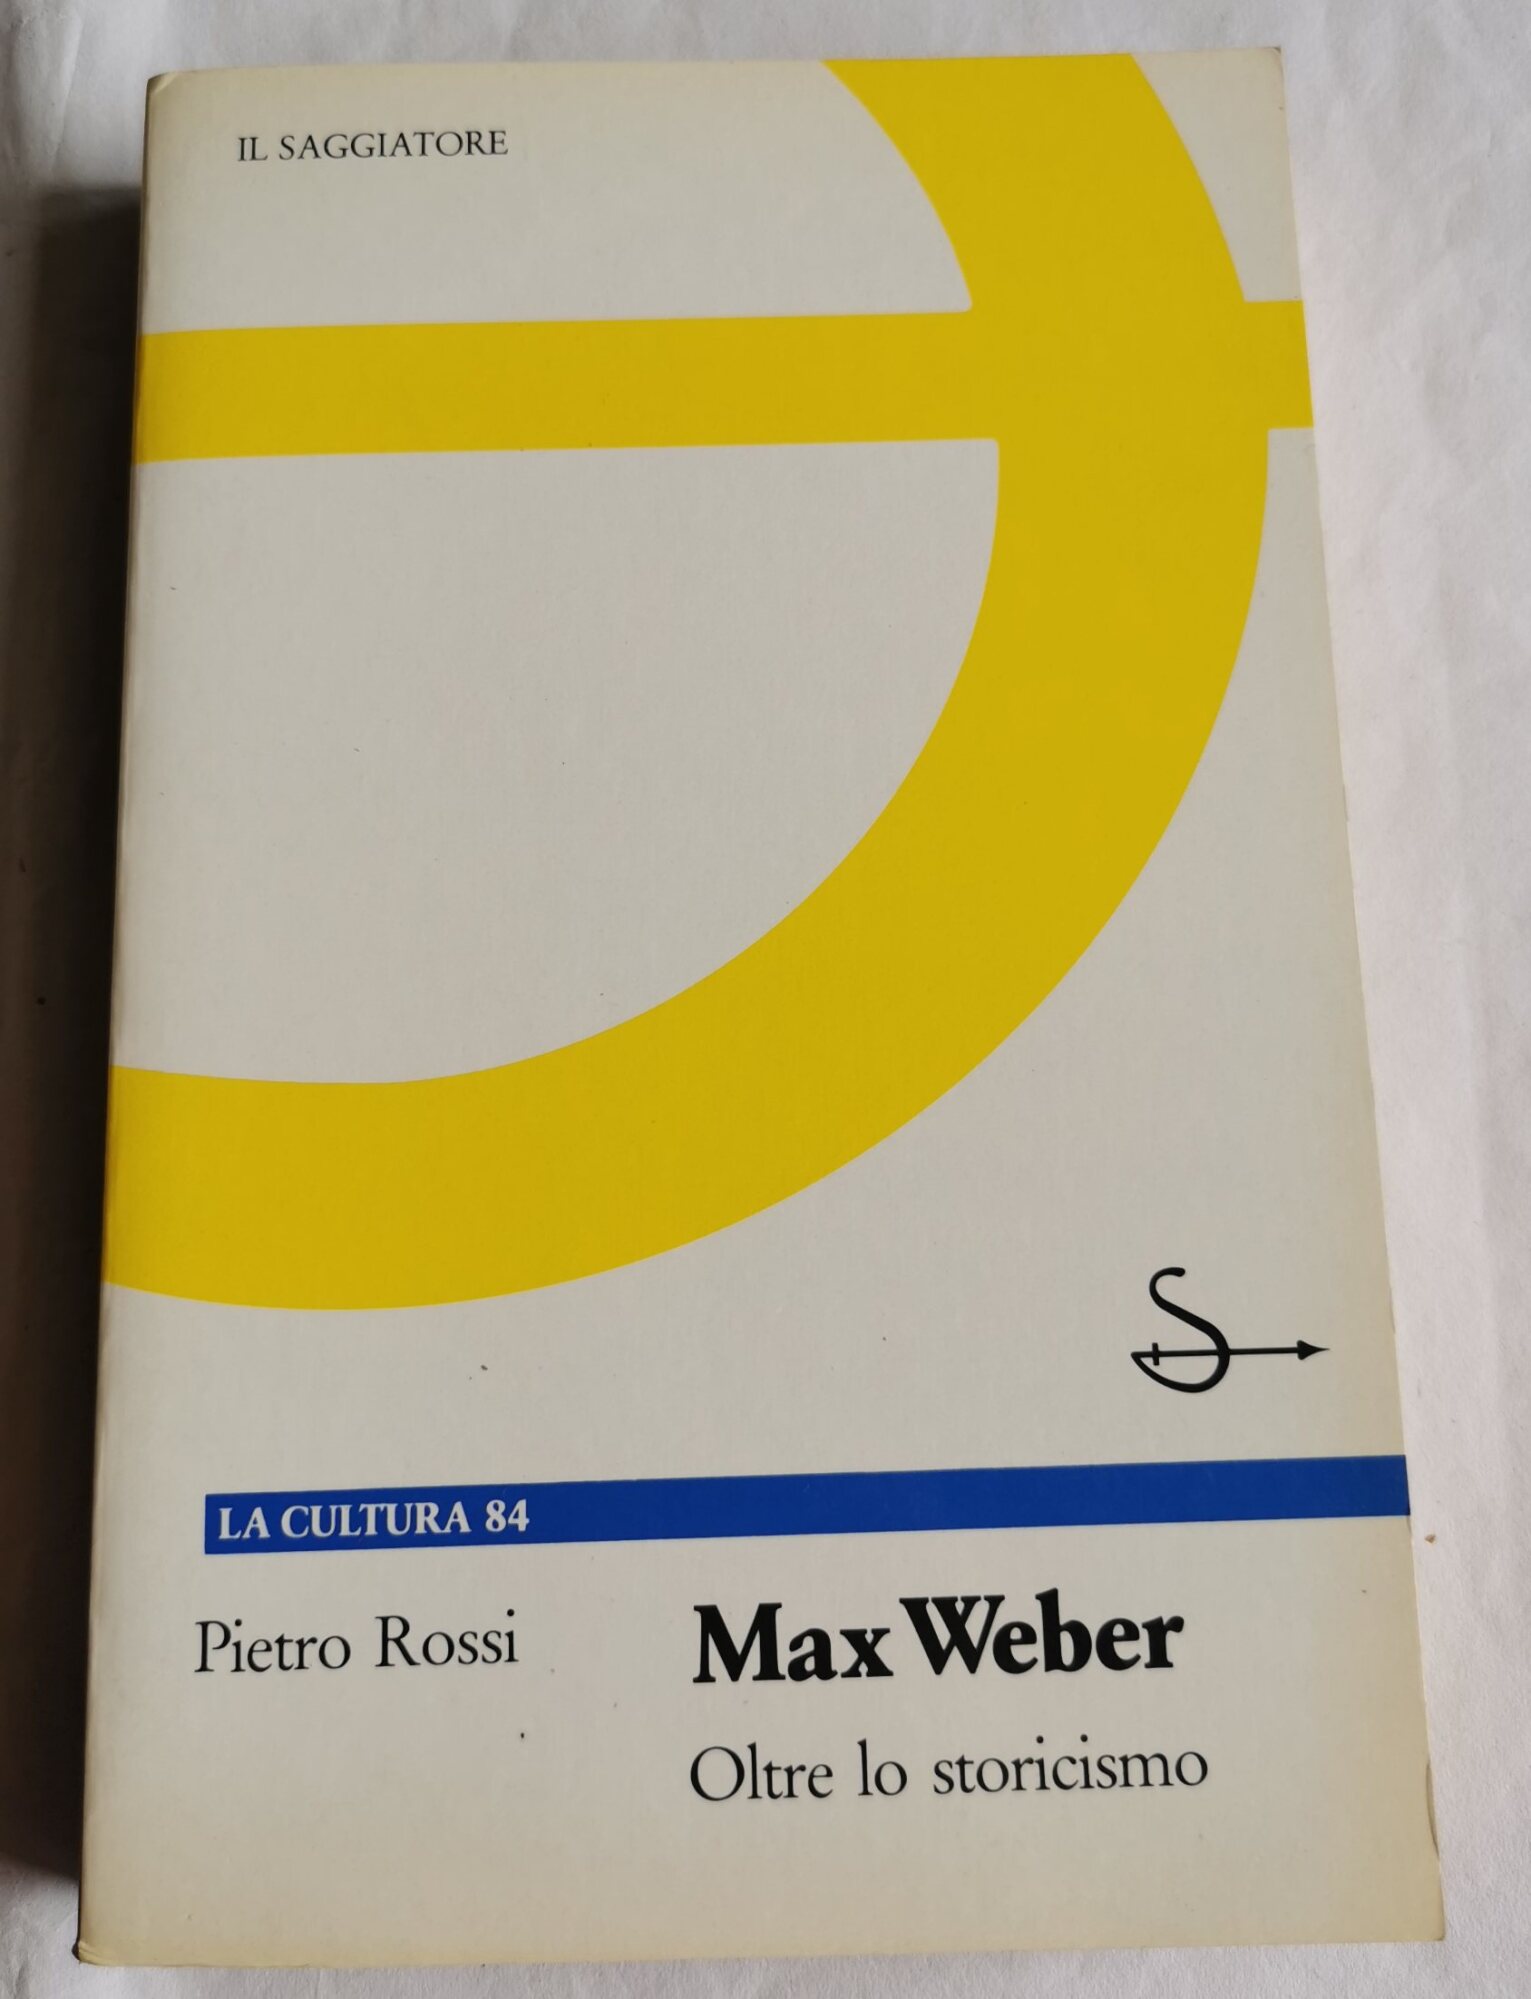 IL SAGGIATORE
LA CULTURA 84
Pietro Rossi
Max Weber
Oltre lo storicismo